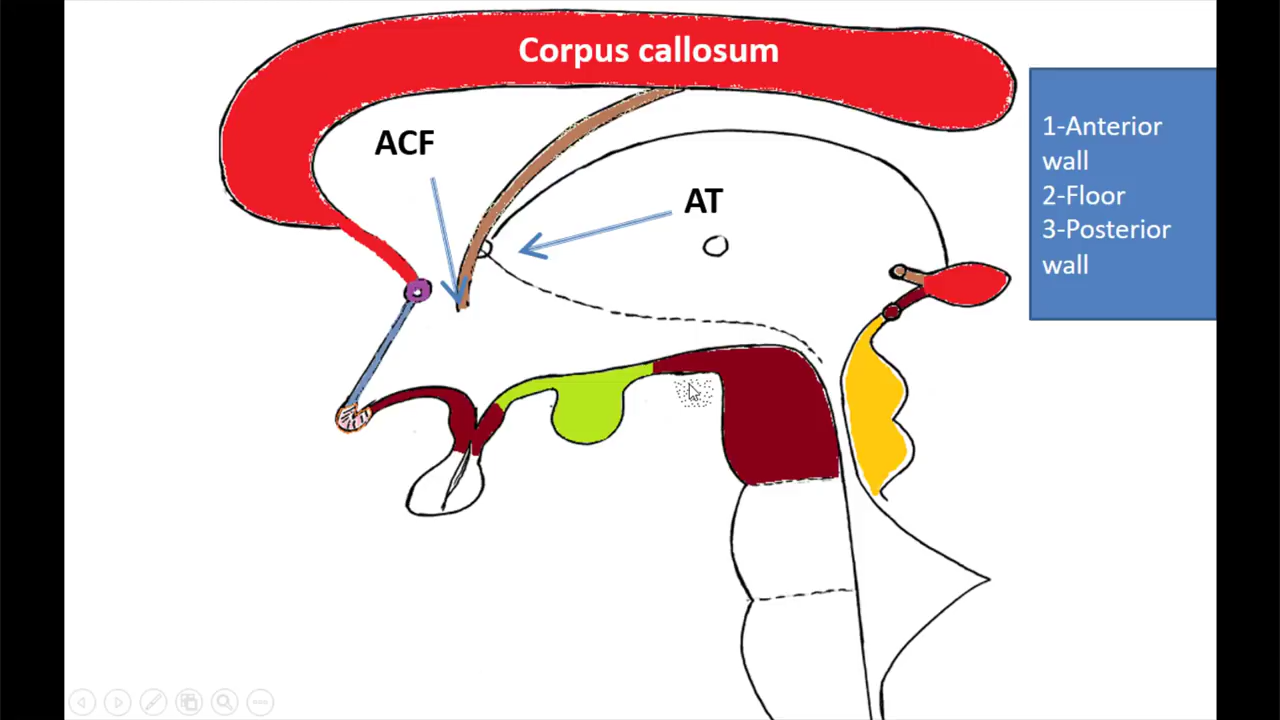 Corpus callosum
ACF
AT
1-Anterior
wall
2-Floor
3-Posterior
wall